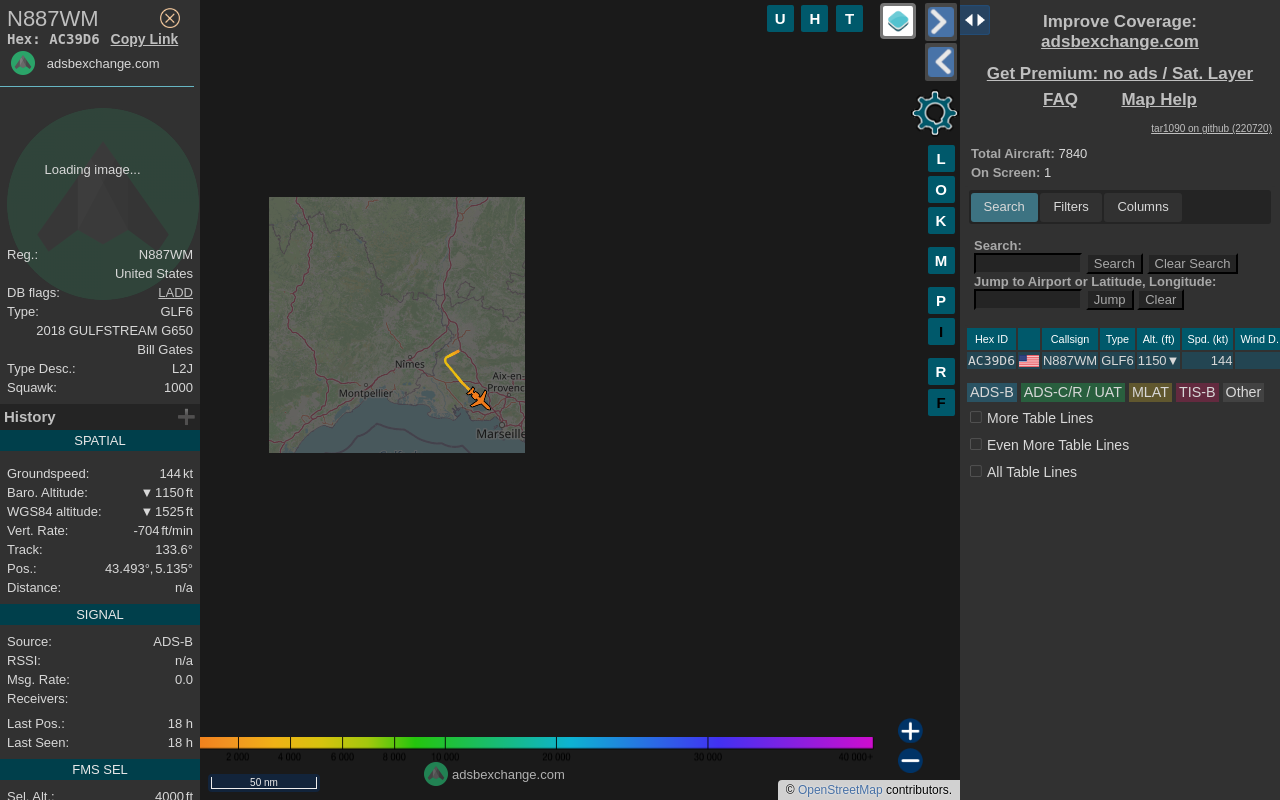 N887WM
Hex: AC39D6 Copy Link
adsbexchange.com
Loading image...
Reg.: N887WM
United States
DB flags: LADD
Type: GLF6
2018 GULFSTREAM G650
Bill Gates
Type Desc.: L2J
Squawk: 1000
History
SPATIAL
Groundspeed: 144 kt
Baro. Altitude: ▼ 1150 ft
WGS84 altitude: ▼ 1525 ft
Vert. Rate: -704 ft/min
Track: 133.6°
Pos.: 43.493°, 5.135°
Distance: n/a
SIGNAL
Source: ADS-B
RSSI: n/a
Msg. Rate: 0.0
Receivers:
Last Pos.: 18 h
Last Seen: 18 h
FMS SEL
Sel. Alt.: 4000 ft
U H T
L
O
K
M
P
I
R
F
Nîmes
Montpellier
Aix-en-
Provence
Marseille
2 000 4 000 6 000 8 000 10 000 20 000 30 000 40 000+
50 nm
adsbexchange.com
© OpenStreetMap contributors.
Improve Coverage:
adsbexchange.com
Get Premium: no ads / Sat. Layer
FAQ Map Help
tar1090 on github (220720)
Total Aircraft: 7840
On Screen: 1
Search Filters Columns
Search:
Search Clear Search
Jump to Airport or Latitude, Longitude:
Jump Clear
Hex ID Callsign Type Alt. (ft) Spd. (kt) Wind D.
AC39D6 N887WM GLF6 1150▼ 144
ADS-B ADS-C/R / UAT MLAT TIS-B Other
More Table Lines
Even More Table Lines
All Table Lines